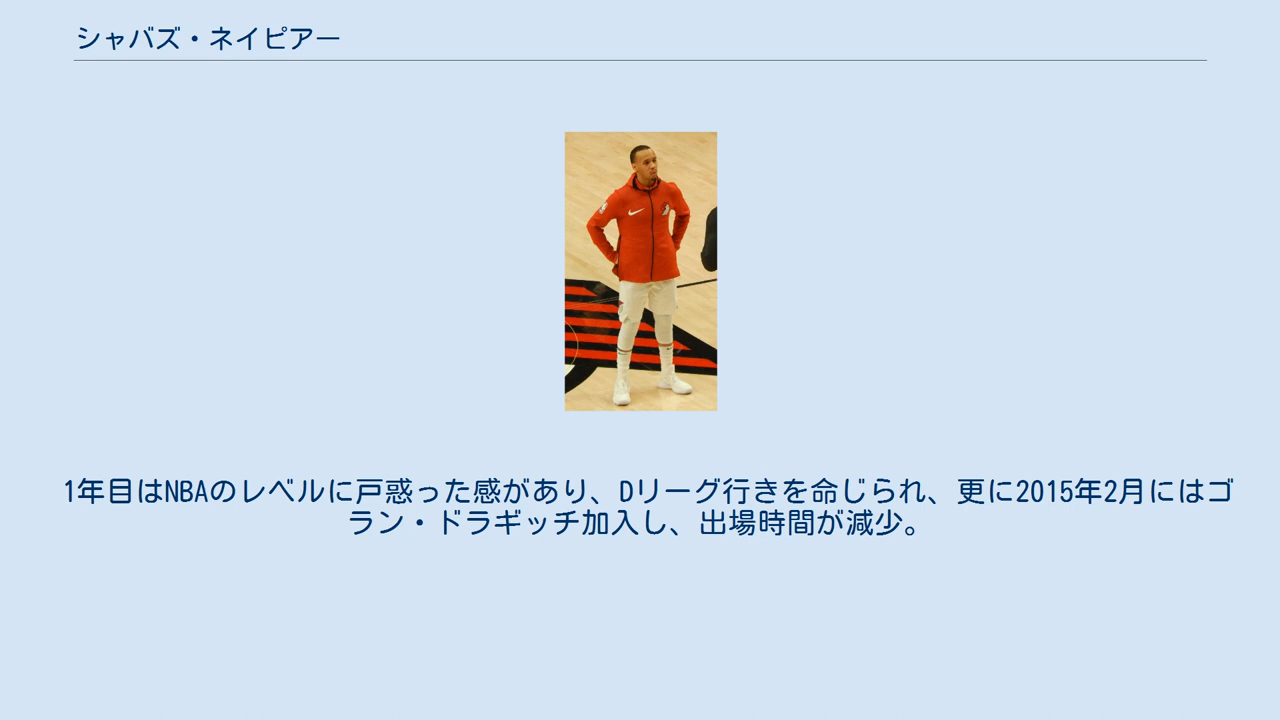 シャバズ・ネイピアー
1年目はNBAのレベルに戸惑った感があり、Dリーグ行きを命じられ、更に2015年2月にはゴ
ラン・ドラギッチ加入し、出場時間が減少。